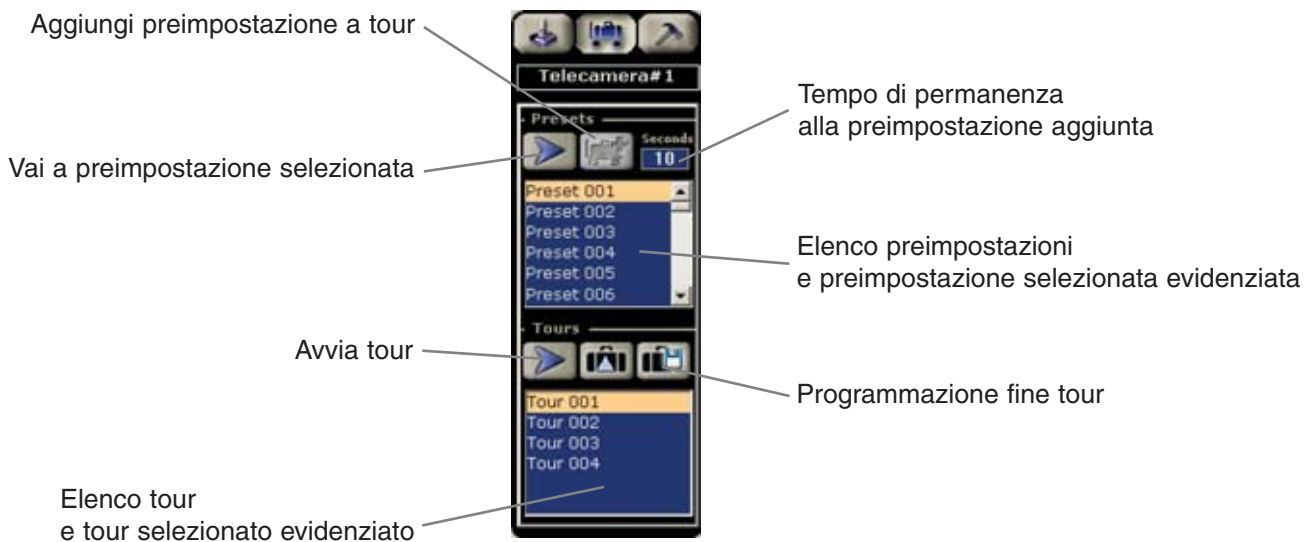 Aggiungi preimpostazione a tour
Telecamera#1
Tempo di permanenza
alla preimpostazione aggiunta
Presets
Seconds
10
Vai a preimpostazione selezionata
Preset 001
Preset 002
Preset 003
Preset 004
Preset 005
Preset 006
Elenco preimpostazioni
e preimpostazione selezionata evidenziata
Tours
Avvia tour
Programmazione fine tour
Tour 001
Tour 002
Tour 003
Tour 004
Elenco tour
e tour selezionato evidenziato